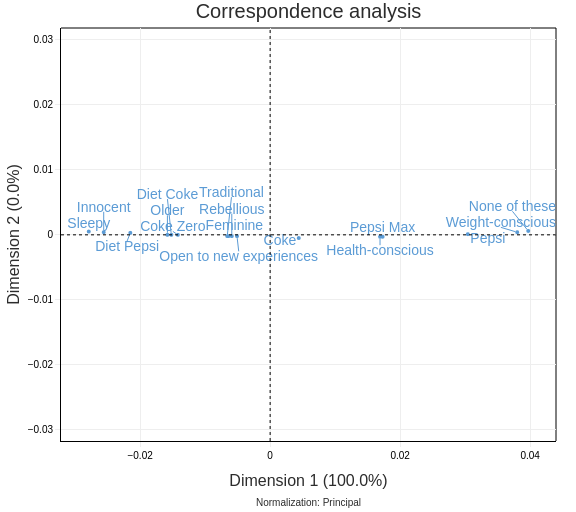 Correspondence analysis
0.03
0.02
0.01
0
−0.01
−0.02
−0.03
Dimension 2 (0.0%)
Diet Coke
Traditional
Innocent
Older
Rebellious
None of these
Sleepy
Coke Zero
Feminine
Pepsi Max
Weight-conscious
Diet Pepsi
Coke
Pepsi
Open to new experiences
Health-conscious
−0.02
0
0.02
0.04
Dimension 1 (100.0%)
Normalization: Principal